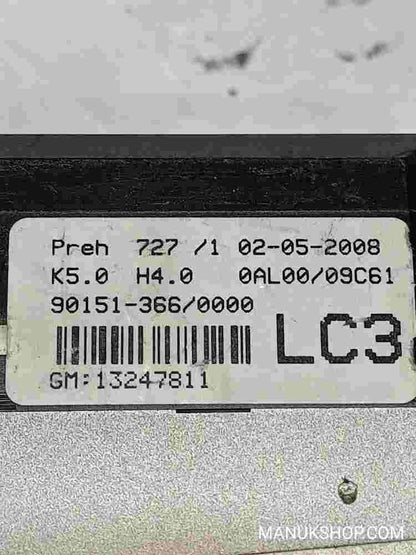 Preh 727 /1 02-05-2008
K5.0 H4.0 0AL00/09C61
90151-366/0000
LC3
GM:13247811
MANUKSHOP.COM